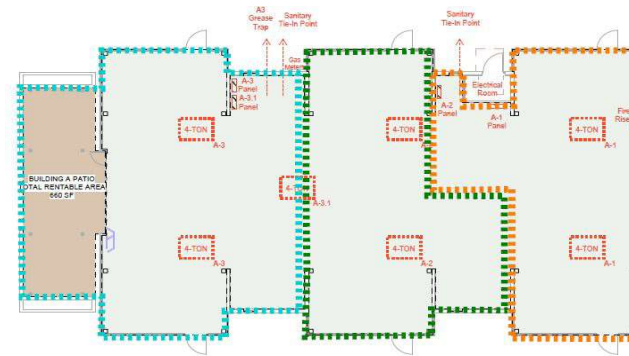 A3
Grease
Trap
Sanitary
Tie-In Point
Sanitary
Tie-In Point
Gas
Meter
A-3
Panel
A-3.1
Panel
A-2
Panel
Electrical
Room
A-1
Panel
Fire
Rise
4-TON
A-3
4-TON
4-TON
A-1
BUILDING A PATIO
TOTAL RENTABLE AREA
660 SF
A-3.1
4-TON
A-3
4-TON
A-2
4-TON
A-1